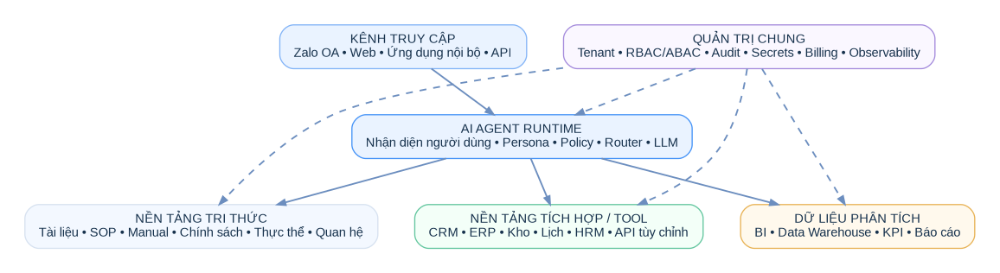 KÊNH TRUY CẬP
Zalo OA • Web • Ứng dụng nội bộ • API
QUẢN TRỊ CHUNG
Tenant • RBAC/ABAC • Audit • Secrets • Billing • Observability
AI AGENT RUNTIME
Nhận diện người dùng • Persona • Policy • Router • LLM
NỀN TẢNG TRI THỨC
Tài liệu • SOP • Manual • Chính sách • Thực thể • Quan hệ
NỀN TẢNG TÍCH HỢP / TOOL
CRM • ERP • Kho • Lịch • HRM • API tùy chỉnh
DỮ LIỆU PHÂN TÍCH
BI • Data Warehouse • KPI • Báo cáo